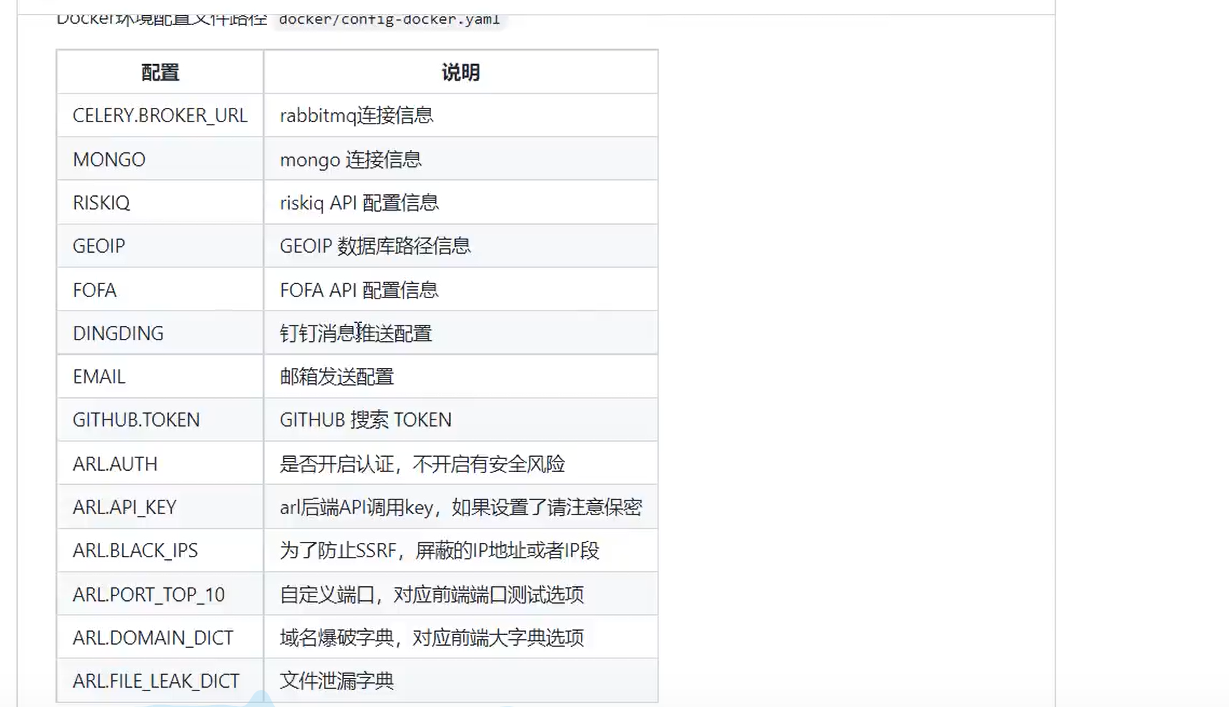 Docker环境配置文件路径 docker/config-docker.yaml
配置 说明
CELERY.BROKER_URL rabbitmq连接信息
MONGO mongo 连接信息
RISKIQ riskiq API 配置信息
GEOIP GEOIP 数据库路径信息
FOFA FOFA API 配置信息
DINGDING 钉钉消息推送配置
EMAIL 邮箱发送配置
GITHUB.TOKEN GITHUB 搜索 TOKEN
ARL.AUTH 是否开启认证，不开启有安全风险
ARL.API_KEY arl后端API调用key，如果设置了请注意保密
ARL.BLACK_IPS 为了防止SSRF，屏蔽的IP地址或者IP段
ARL.PORT_TOP_10 自定义端口，对应前端端口测试选项
ARL.DOMAIN_DICT 域名爆破字典，对应前端大字典选项
ARL.FILE_LEAK_DICT 文件泄漏字典